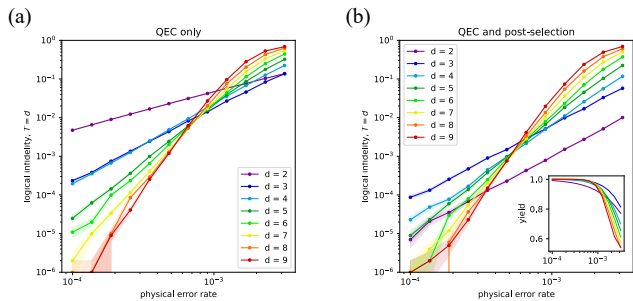 (a)
QEC only
10⁰
10⁻¹
10⁻²
10⁻³
10⁻⁴
10⁻⁵
10⁻⁶
logical infidelity, T = d
d = 2
d = 3
d = 4
d = 5
d = 6
d = 7
d = 8
d = 9
10⁻⁴
10⁻³
physical error rate
(b)
QEC and post-selection
10⁰
10⁻¹
10⁻²
10⁻³
10⁻⁴
10⁻⁵
10⁻⁶
logical infidelity, T = d
d = 2
d = 3
d = 4
d = 5
d = 6
d = 7
d = 8
d = 9
1.0
0.8
0.6
yield
10⁻⁴
10⁻³
10⁻⁴
10⁻³
physical error rate